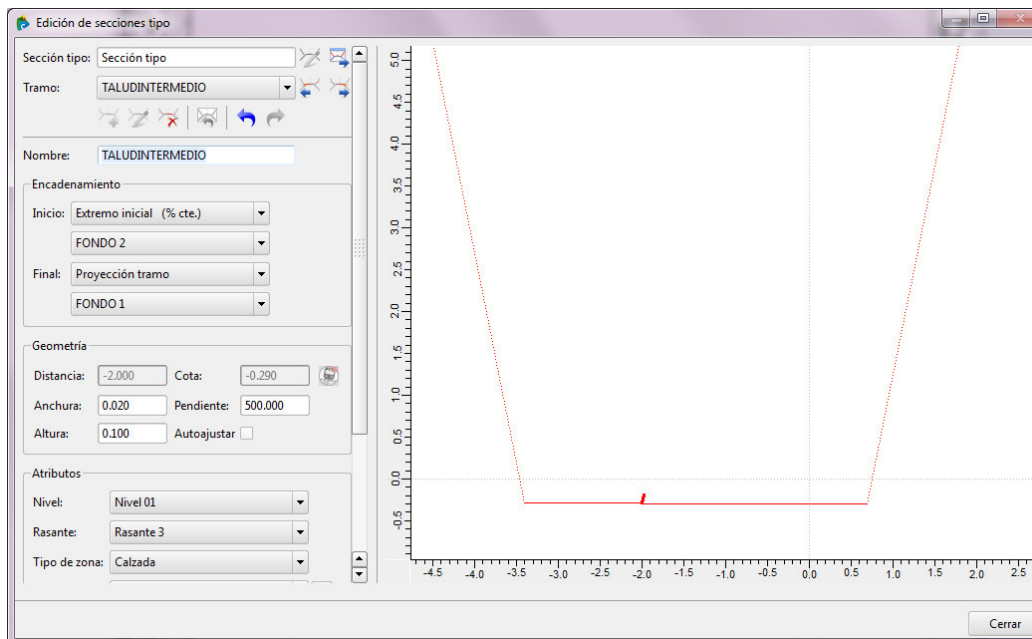 Edición de secciones tipo
Sección tipo: Sección tipo
Tramo: TALUDINTERMEDIO
Nombre: TALUDINTERMEDIO
Encadenamiento
Inicio: Extremo inicial (% cte.)
FONDO 2
Final: Proyección tramo
FONDO 1
Geometría
Distancia: -2.000 Cota: -0.290
Anchura: 0.020 Pendiente: 500.000
Altura: 0.100 Autoajustar
Atributos
Nivel: Nivel 01
Rasante: Rasante 3
Tipo de zona: Calzada
5.0
4.5
4.0
3.5
3.0
2.5
2.0
1.5
1.0
0.5
0.0
-0.5
-4.5 -4.0 -3.5 -3.0 -2.5 -2.0 -1.5 -1.0 -0.5 0.0 0.5 1.0 1.5 2.0 2.5
Cerrar